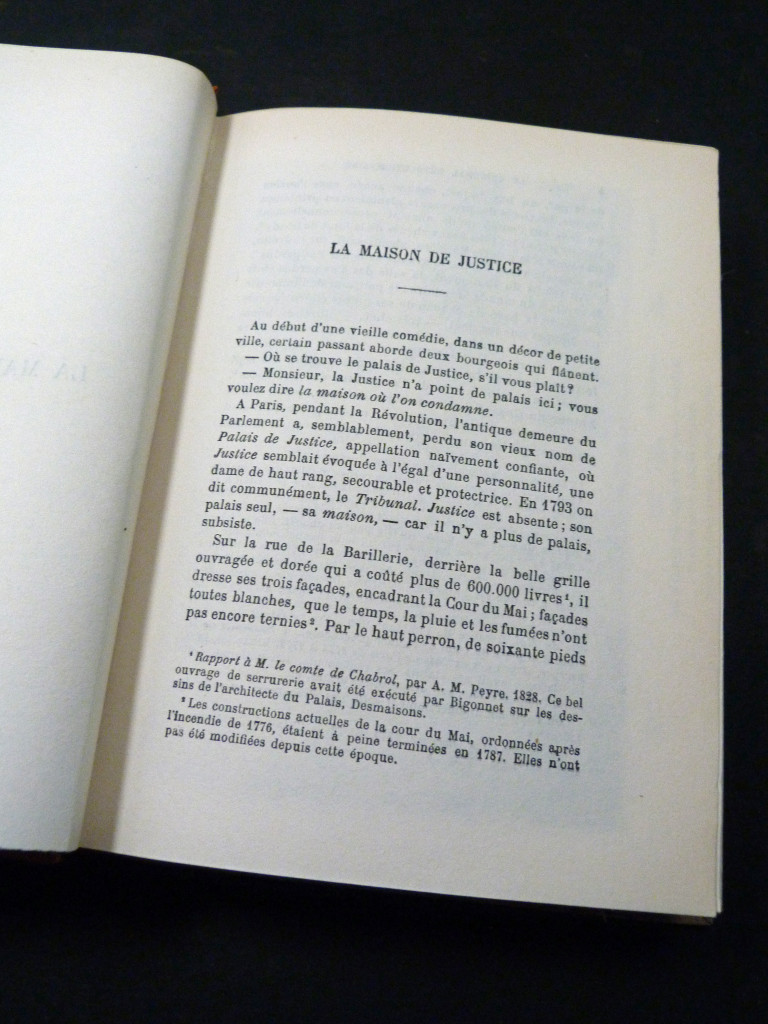 LA MAISON DE JUSTICE
Au début d'une vieille comédie, dans un décor de petite
ville, certain passant aborde deux bourgeois qui flânent.
— Où se trouve le palais de Justice, s'il vous plaît?
— Monsieur, la Justice n'a point de palais ici; vous
voulez dire la maison où l'on condamne.
A Paris, pendant la Révolution, l'antique demeure du
Parlement a, semblablement, perdu son vieux nom de
Palais de Justice, appellation naïvement confiante, où
Justice semblait évoquée à l'égal d'une personnalité, une
dame de haut rang, secourable et protectrice. En 1793 on
dit communément, le Tribunal. Justice est absente; son
palais seul, — sa maison, — car il n'y a plus de palais,
subsiste.
Sur la rue de la Barillerie, derrière la belle grille
ouvragée et dorée qui a coûté plus de 600.000 livres¹, il
dresse ses trois façades, encadrant la Cour du Mai; façades
toutes blanches, que le temps, la pluie et les fumées n'ont
pas encore ternies². Par le haut perron, de soixante pieds
¹ Rapport à M. le comte de Chabrol, par A. M. Peyre, 1828. Ce bel
ouvrage de serrurerie avait été exécuté par Bigonnet sur les des-
sins de l'architecte du Palais, Desmaisons.
² Les constructions actuelles de la cour du Mai, ordonnées après
l'incendie de 1776, étaient à peine terminées en 1787. Elles n'ont
pas été modifiées depuis cette époque.